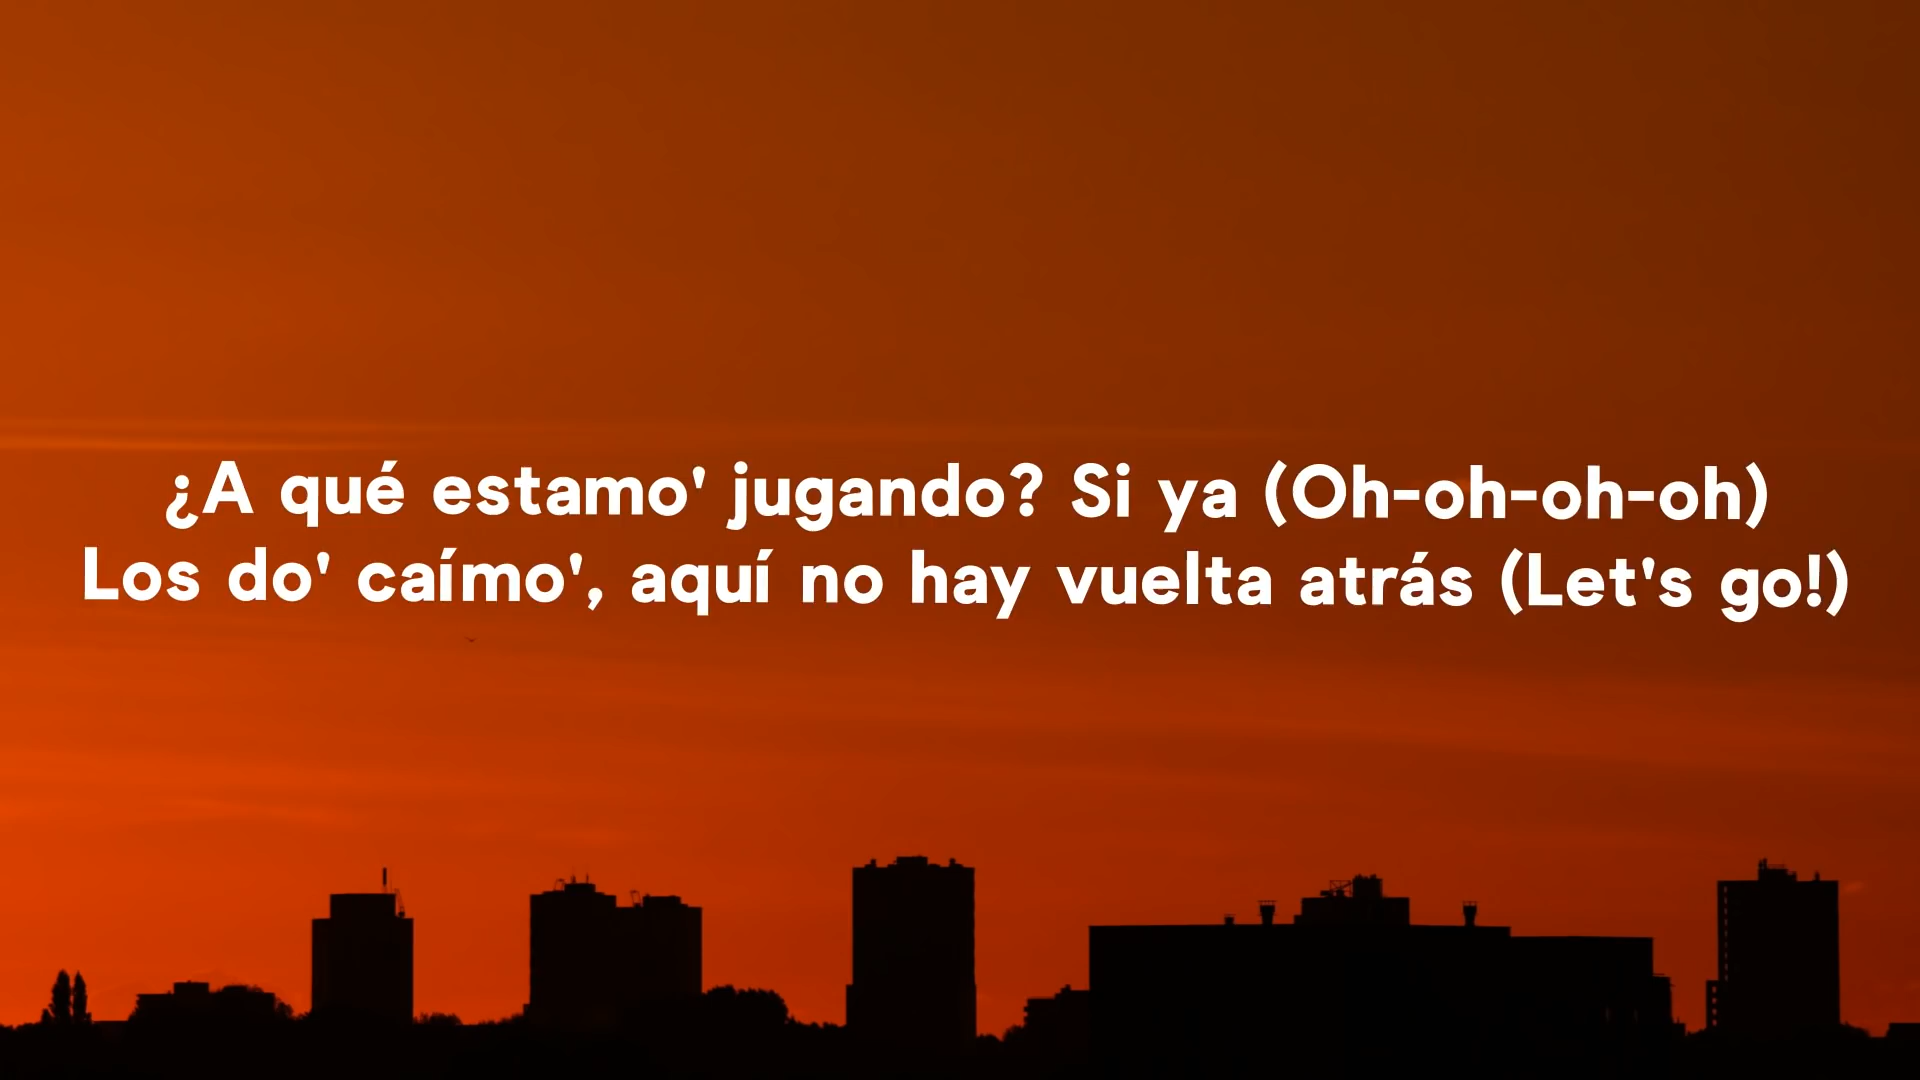 ¿A qué estamo' jugando? Si ya (Oh-oh-oh-oh)
Los do' caímo', aquí no hay vuelta atrás (Let's go!)